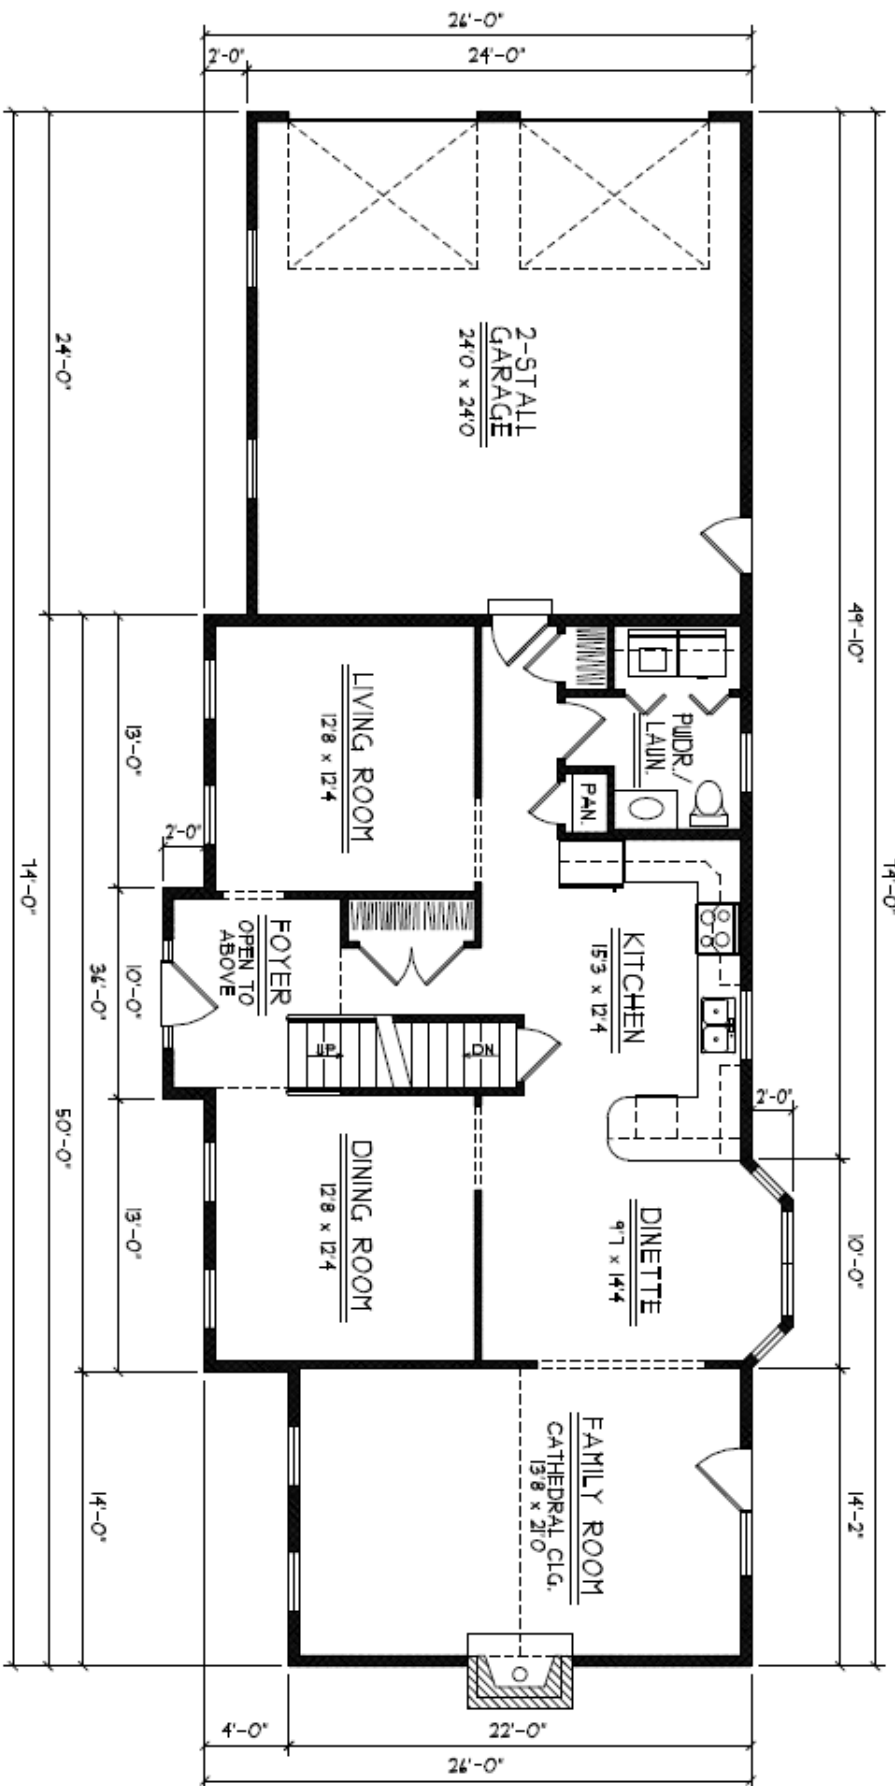 74'-0"
49'-10"
10'-0"
14'-2"
2'-0"
26'-0"
24'-0"
2'-0"
2-STALL
GARAGE
24'0 x 24'0
PWDR./
LAUN.
PAN.
KITCHEN
15'3 x 12'4
DINETTE
9'7 x 14'4
FAMILY ROOM
CATHEDRAL CLG.
13'8 x 21'0
DN
UP
LIVING ROOM
12'8 x 12'4
FOYER
OPEN TO
ABOVE
DINING ROOM
12'8 x 12'4
22'-0"
4'-0"
26'-0"
2'-0"
13'-0"
10'-0"
13'-0"
36'-0"
14'-0"
24'-0"
50'-0"
74'-0"